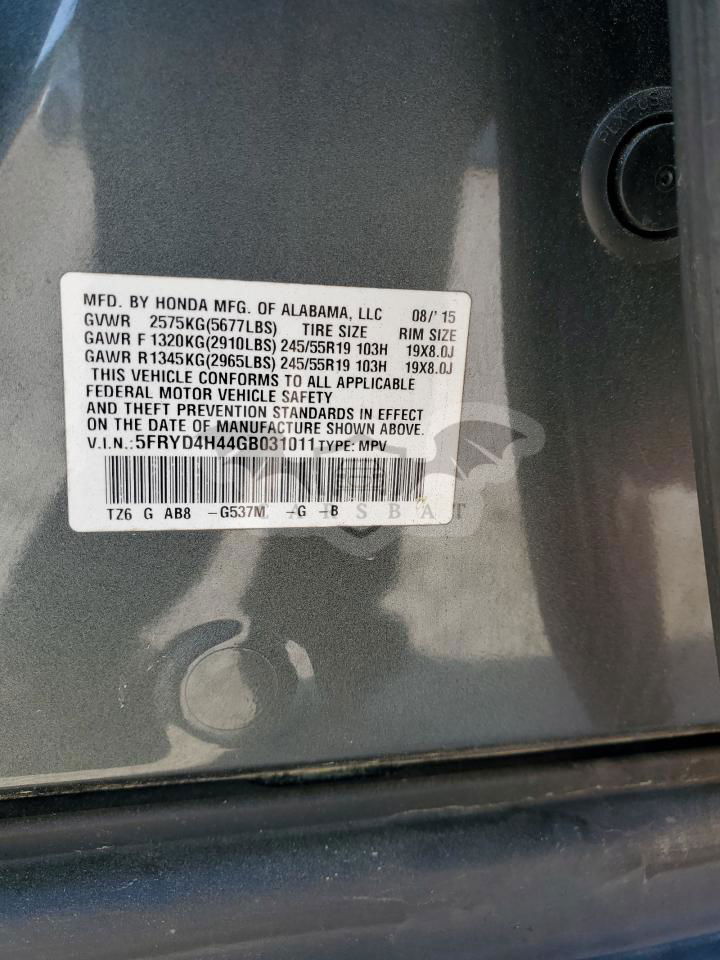 MFD. BY HONDA MFG. OF ALABAMA, LLC 08/'15
GVWR 2575KG(5677LBS) TIRE SIZE RIM SIZE
GAWR F 1320KG(2910LBS) 245/55R19 103H 19X8.0J
GAWR R1345KG(2965LBS) 245/55R19 103H 19X8.0J
THIS VEHICLE CONFORMS TO ALL APPLICABLE
FEDERAL MOTOR VEHICLE SAFETY
AND THEFT PREVENTION STANDARDS IN EFFECT
ON THE DATE OF MANUFACTURE SHOWN ABOVE.
V.I.N.:5FRYD4H44GB031011 TYPE: MPV
TZ6 G AB8 -G537M -G -B
CARSBAT